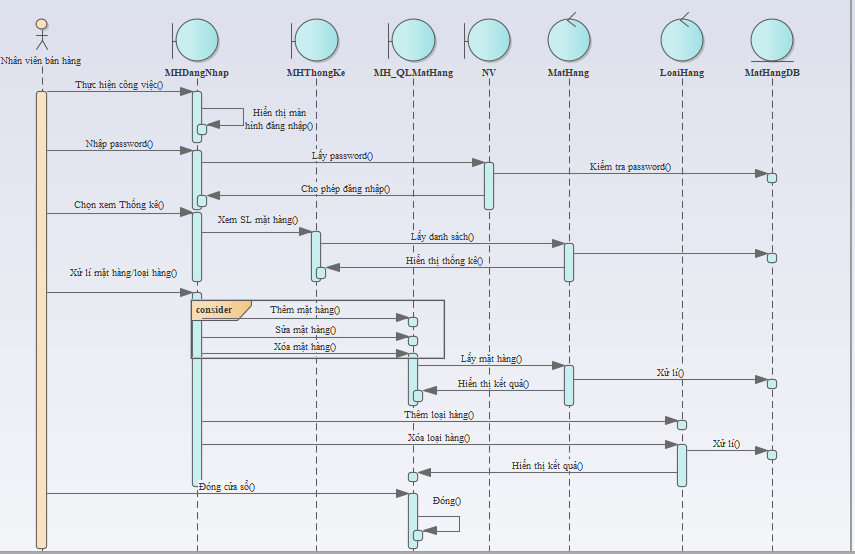 Nhân viên bán hàng
MHDangNhap
MHThongKe
MH_QLMatHang
NV
MatHang
LoaiHang
MatHangDB
Thực hiện công việc()
Hiển thị màn
hình đăng nhập()
Nhập password()
Lấy password()
Kiểm tra password()
Cho phép đăng nhập()
Chọn xem Thống kê()
Xem SL mặt hàng()
Lấy danh sách()
Hiển thị thống kê()
Xử lí mặt hàng/loại hàng()
consider
Thêm mặt hàng()
Sửa mặt hàng()
Xóa mặt hàng()
Lấy mặt hàng()
Xử lí()
Hiển thị kết quả()
Thêm loại hàng()
Xóa loại hàng()
Xử lí()
Hiển thị kết quả()
Đóng cửa sổ()
Đóng()